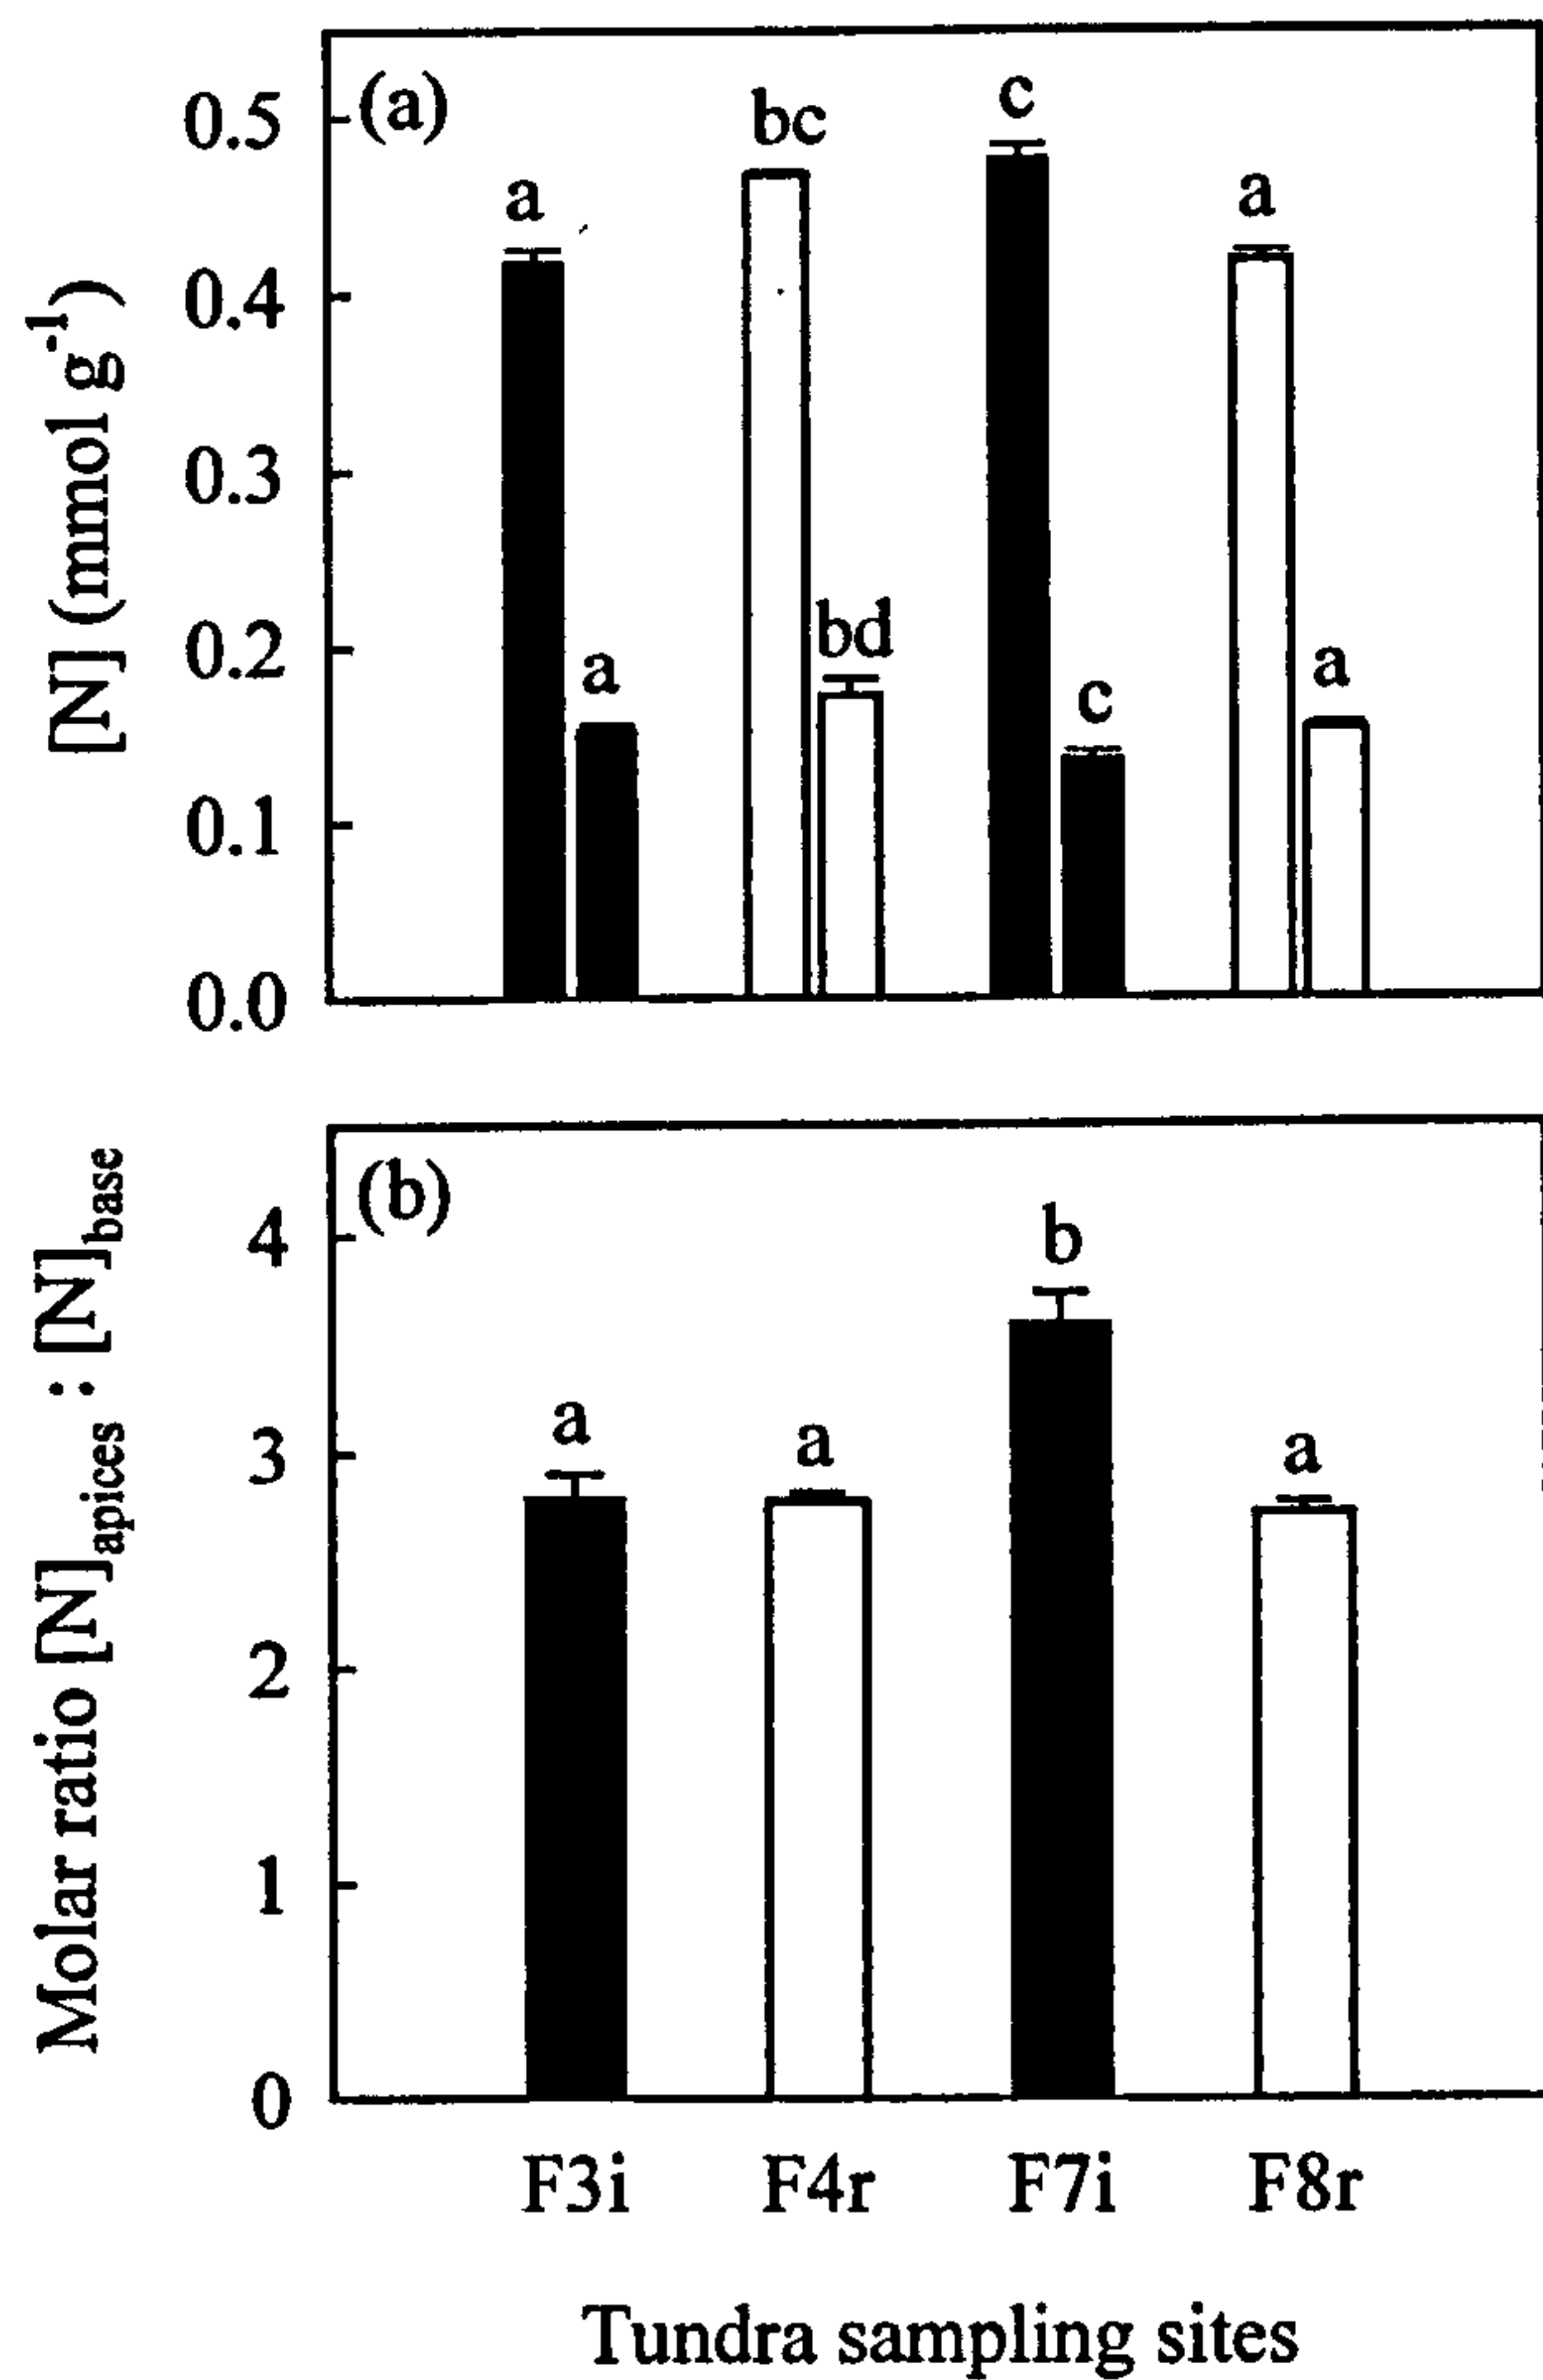 (a)
[N] (mmol g⁻¹)
0.5
0.4
0.3
0.2
0.1
0.0
a
a
bc
bd
c
c
a
a
(b)
Molar ratio [N]apices : [N]base
4
3
2
1
0
a
a
b
a
F3i F4r F7i F8r
Tundra sampling sites